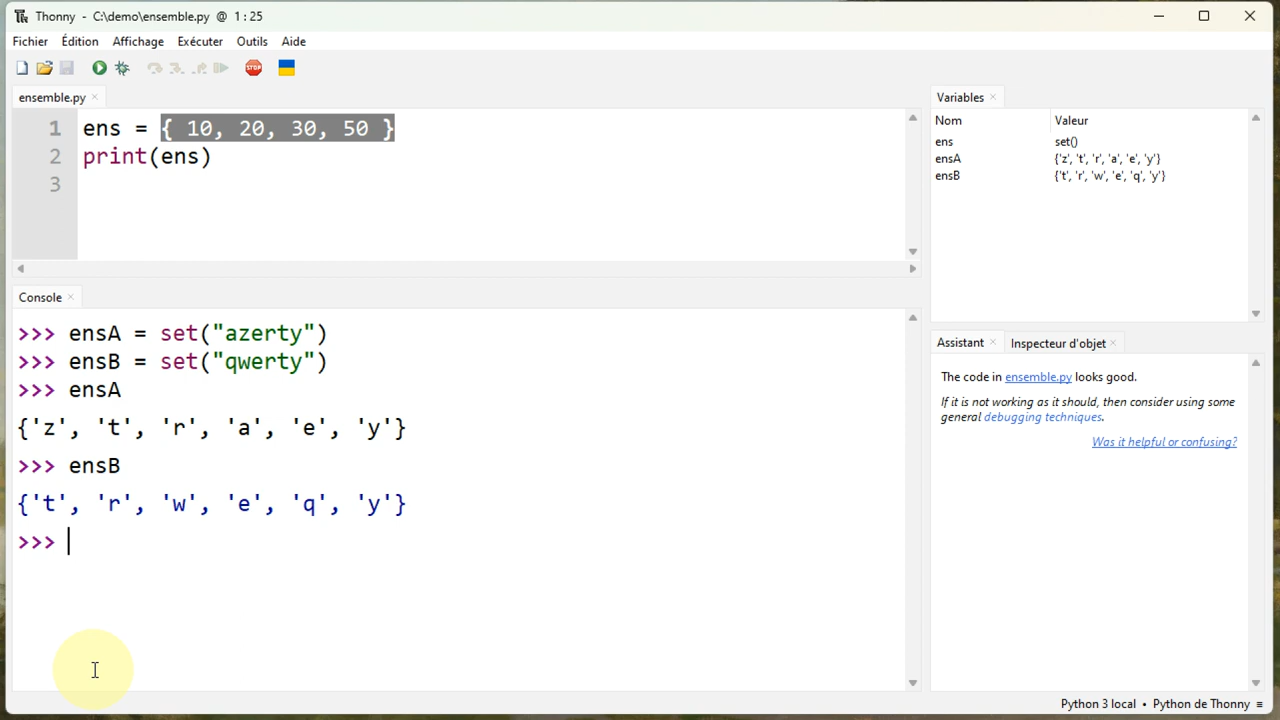 Thonny - C:\demo\ensemble.py @ 1:25
Fichier Édition Affichage Exécuter Outils Aide
STOP
ensemble.py ×
1 ens = { 10, 20, 30, 50 }
2 print(ens)
3
Variables ×
Nom Valeur
ens set()
ensA {'z', 't', 'r', 'a', 'e', 'y'}
ensB {'t', 'r', 'w', 'e', 'q', 'y'}
Console ×
>>> ensA = set("azerty")
>>> ensB = set("qwerty")
>>> ensA
{'z', 't', 'r', 'a', 'e', 'y'}
>>> ensB
{'t', 'r', 'w', 'e', 'q', 'y'}
>>>
Assistant × Inspecteur d'objet ×
The code in ensemble.py looks good.
If it is not working as it should, then consider using some
general debugging techniques.
Was it helpful or confusing?
Python 3 local • Python de Thonny ≡